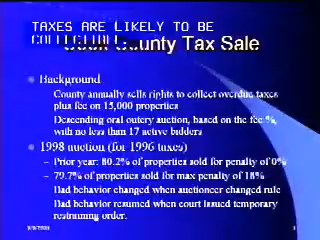 TAXES ARE LIKELY TO BE
COLLECTIBLE.
Cook County Tax Sale
Background
County annually sells rights to collect overdue taxes
plus fee on 15,000 properties
Descending oral outcry auction, based on the fee %,
with no less than 17 active bidders
1998 auction (for 1996 taxes)
– Prior year: 80.2% of properties sold for penalty of 0%
– 79.7% of properties sold for max penalty of 18%
Bad behavior changed when auctioneer changed rule
Bad behavior resumed when court issued temporary
restraining order.